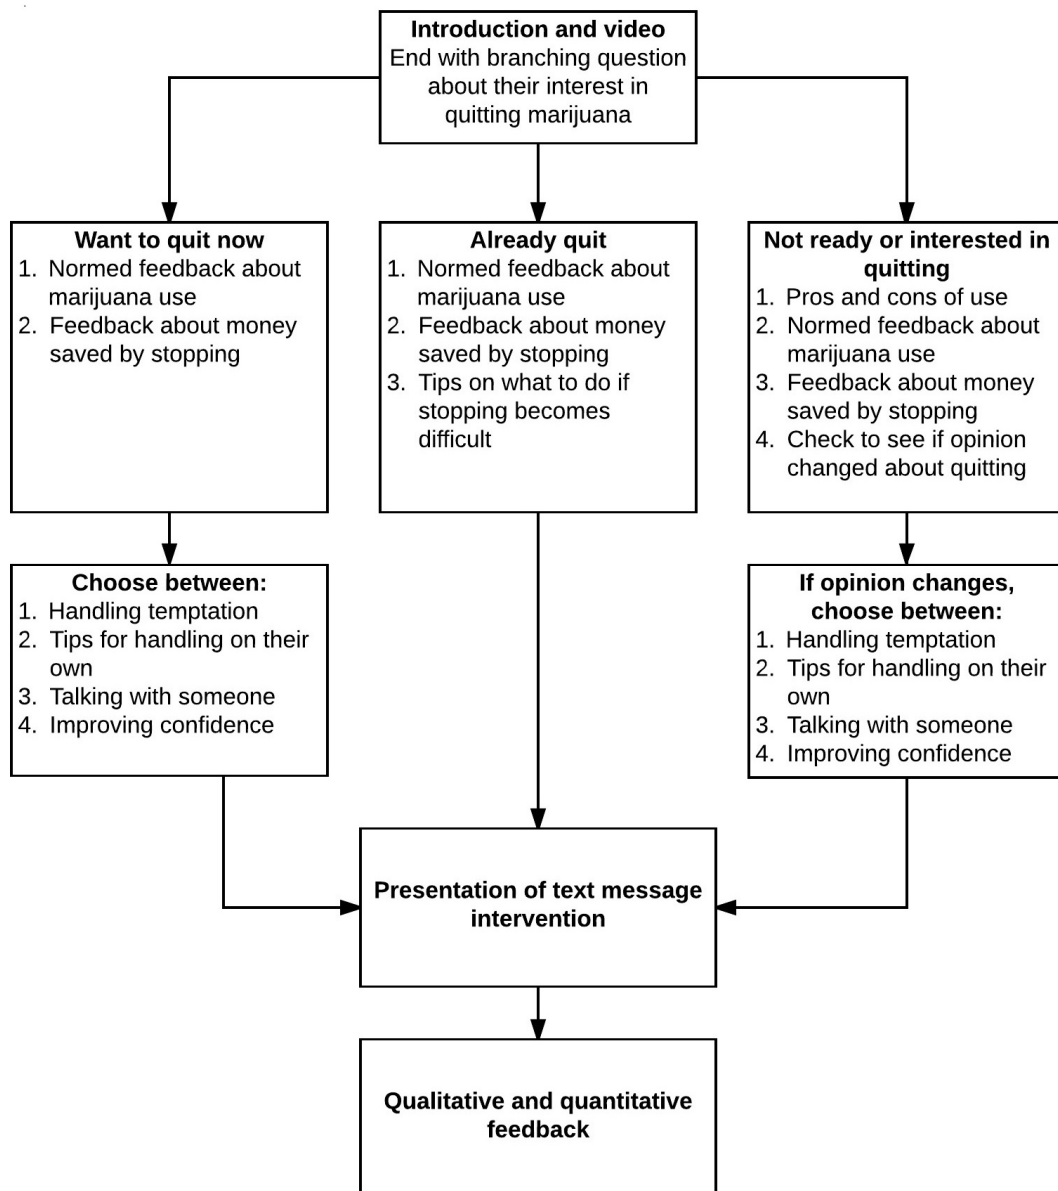 Introduction and video
End with branching question
about their interest in
quitting marijuana
Want to quit now
1. Normed feedback about
marijuana use
2. Feedback about money
saved by stopping
Already quit
1. Normed feedback about
marijuana use
2. Feedback about money
saved by stopping
3. Tips on what to do if
stopping becomes
difficult
Not ready or interested in
quitting
1. Pros and cons of use
2. Normed feedback about
marijuana use
3. Feedback about money
saved by stopping
4. Check to see if opinion
changed about quitting
Choose between:
1. Handling temptation
2. Tips for handling on their
own
3. Talking with someone
4. Improving confidence
If opinion changes,
choose between:
1. Handling temptation
2. Tips for handling on their
own
3. Talking with someone
4. Improving confidence
Presentation of text message
intervention
Qualitative and quantitative
feedback